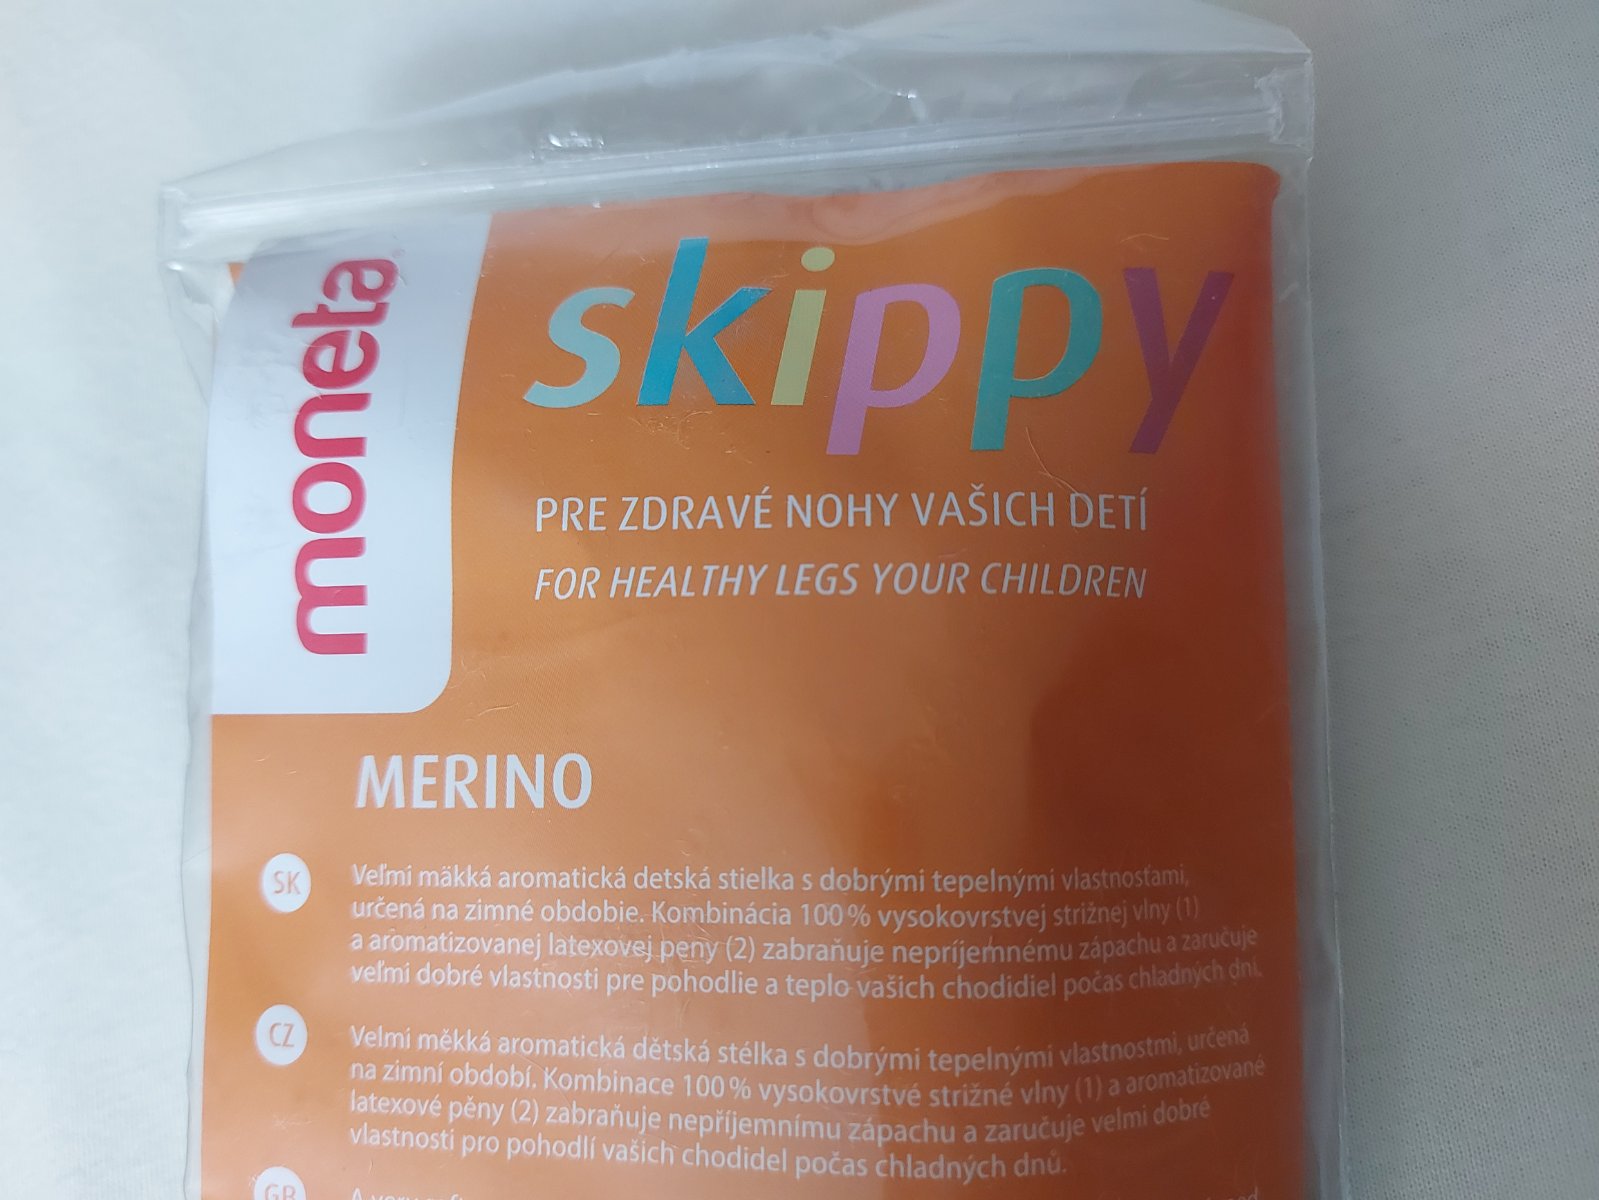 moneta
skippy
PRE ZDRAVÉ NOHY VAŠICH DETÍ
FOR HEALTHY LEGS YOUR CHILDREN
MERINO
SK
Veľmi mäkká aromatická detská stielka s dobrými tepelnými vlastnosťami,
určená na zimné obdobie. Kombinácia 100 % vysokovrstvej strižnej vlny (1)
a aromatizovanej latexovej peny (2) zabraňuje nepríjemnému zápachu a zaručuje
veľmi dobré vlastnosti pre pohodlie a teplo vašich chodidiel počas chladných dní.
CZ
Velmi měkká aromatická dětská stélka s dobrými tepelnými vlastnostmi, určená
na zimní období. Kombinace 100 % vysokovrstvé strižné vlny (1) a aromatizované
latexové pěny (2) zabraňuje nepříjemnímu zápachu a zaručuje velmi dobré
vlastnosti pro pohodlí vašich chodidel počas chladných dnů.
GB
A very soft